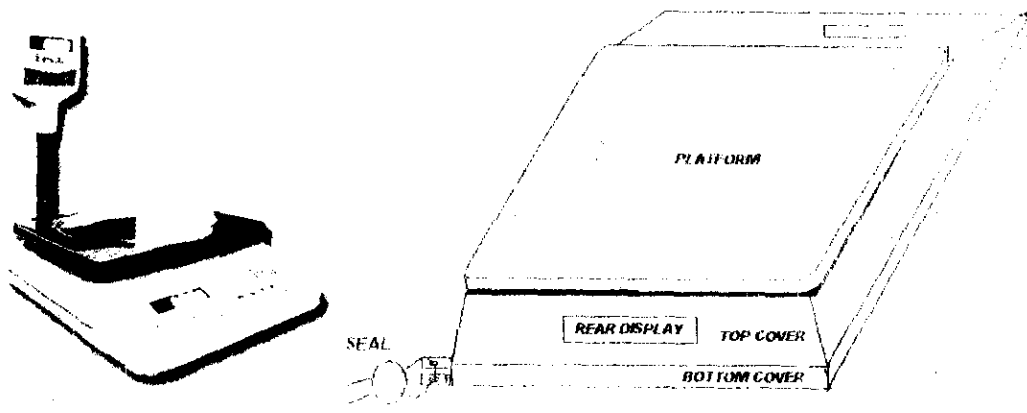 PLATFORM
REAR DISPLAY
TOP COVER
SEAL
BOTTOM COVER